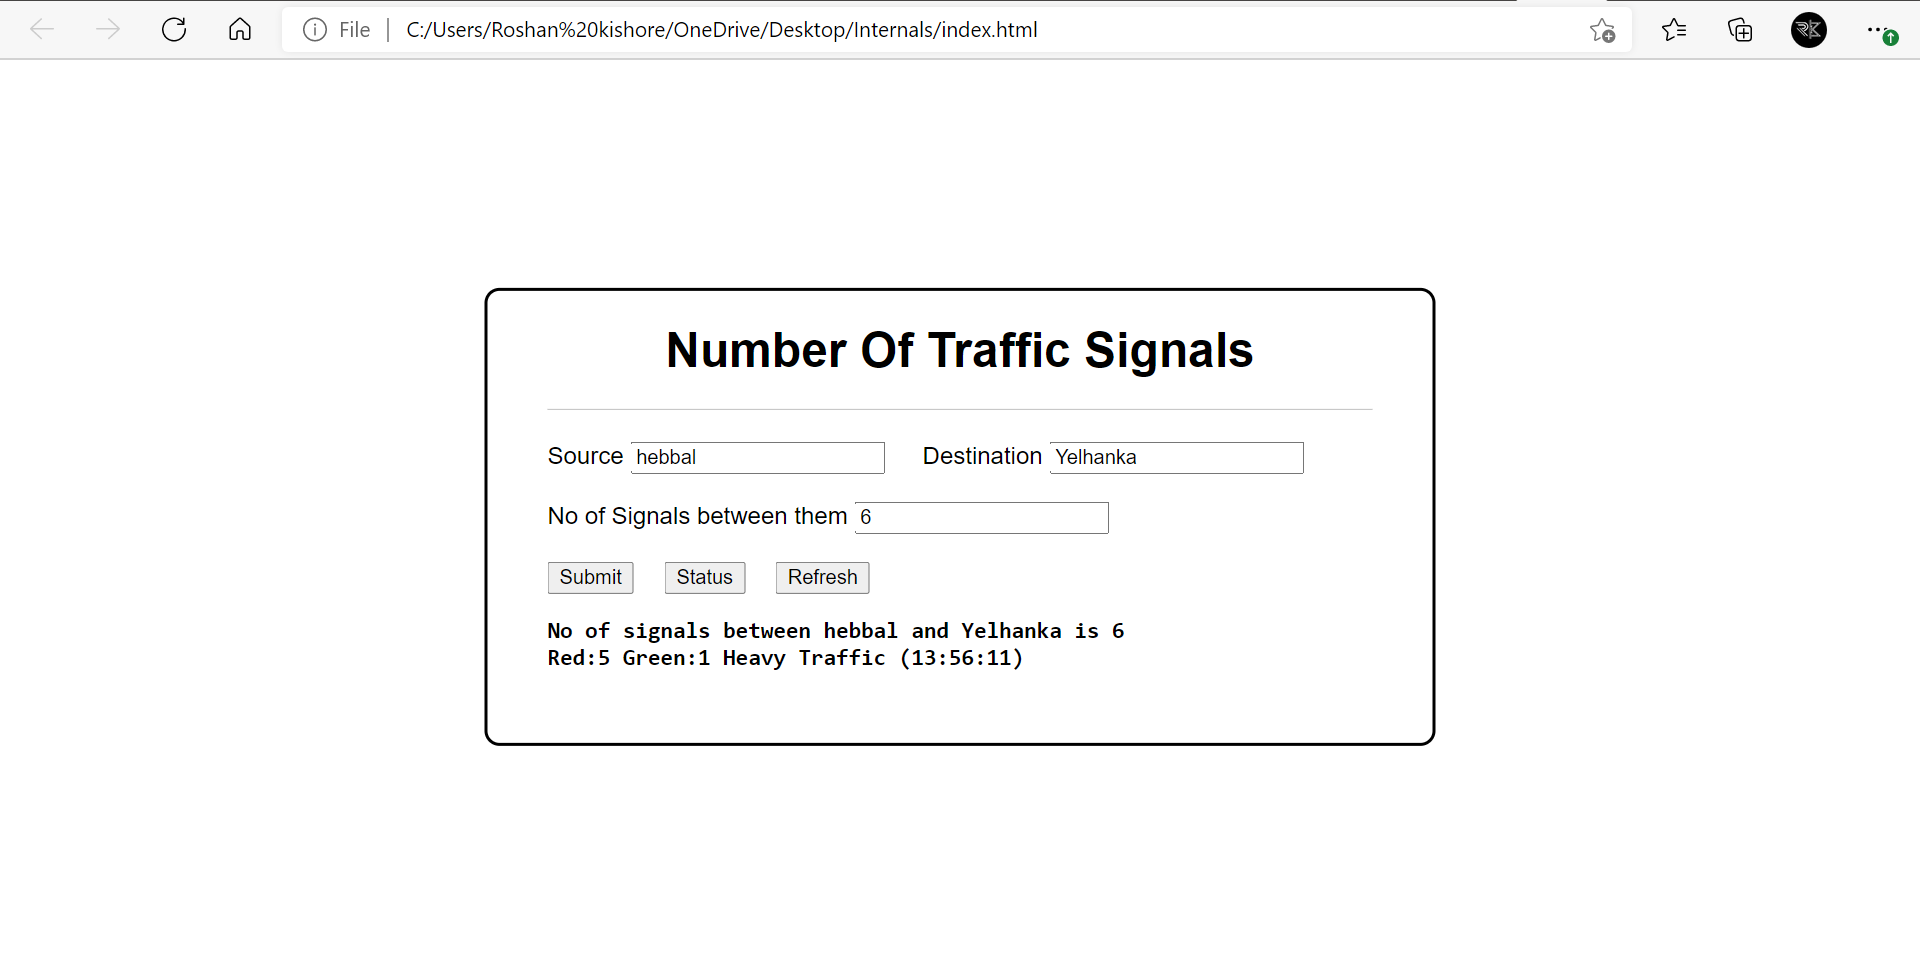 File | C:/Users/Roshan%20kishore/OneDrive/Desktop/Internals/index.html
Number Of Traffic Signals
Source hebbal Destination Yelhanka
No of Signals between them 6
Submit Status Refresh
No of signals between hebbal and Yelhanka is 6
Red:5 Green:1 Heavy Traffic (13:56:11)